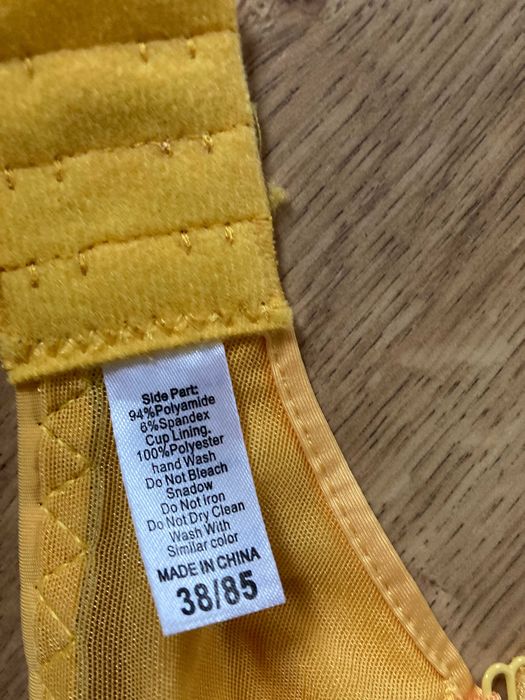 Side Part:
94%Polyamide
6%Spandex
Cup Lining.
100%Polyester
hand Wash
Do Not Bleach
Snadow
Do Not Iron
Do Not Dry Clean
Wash With
Similar color
MADE IN CHINA
38/85